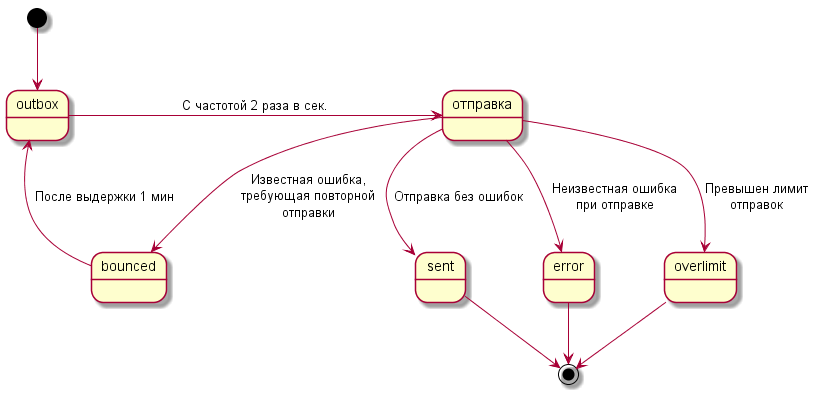 outbox
С частотой 2 раза в сек.
отправка
После выдержки 1 мин
Известная ошибка,
требующая повторной
отправки
Отправка без ошибок
Неизвестная ошибка
при отправке
Превышен лимит
отправок
bounced
sent
error
overlimit